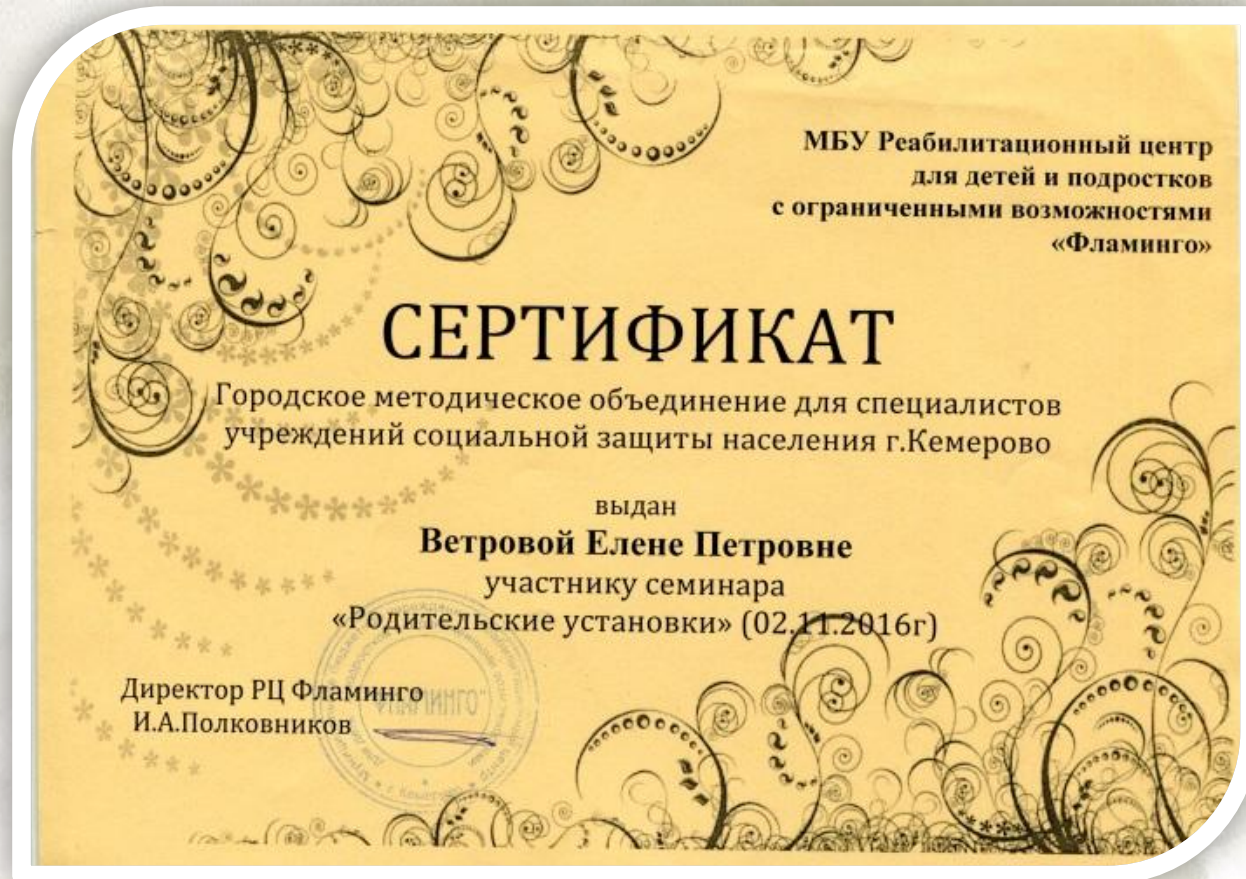 МБУ Реабилитационный центр
для детей и подростков
с ограниченными возможностями
«Фламинго»
СЕРТИФИКАТ
Городское методическое объединение для специалистов
учреждений социальной защиты населения г.Кемерово
выдан
Ветровой Елене Петровне
участнику семинара
«Родительские установки» (02.11.2016г)
Директор РЦ Фламинго
И.А.Полковников
"ФЛАМИНГО"